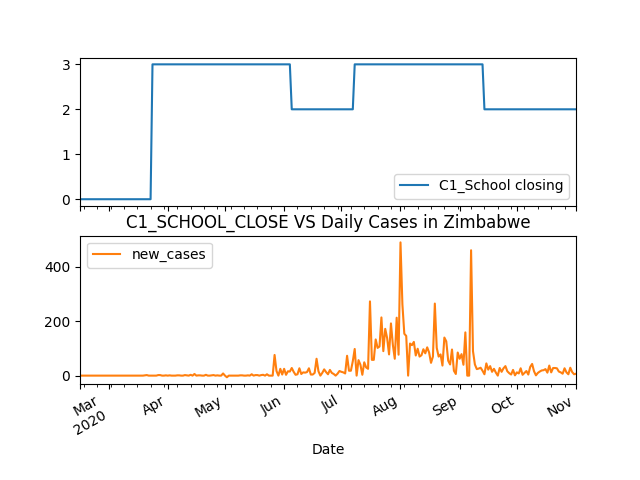 3
2
1
0
C1_School closing
C1_SCHOOL_CLOSE VS Daily Cases in Zimbabwe
new_cases
400
200
0
Mar
2020
Apr
May
Jun
Jul
Aug
Sep
Oct
Nov
Date